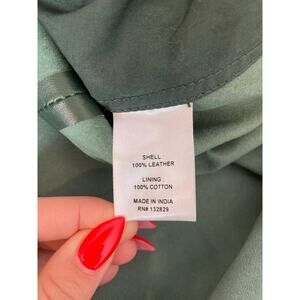 SHELL
100% LEATHER
LINING :
100% COTTON
MADE IN INDIA
RN# 132829